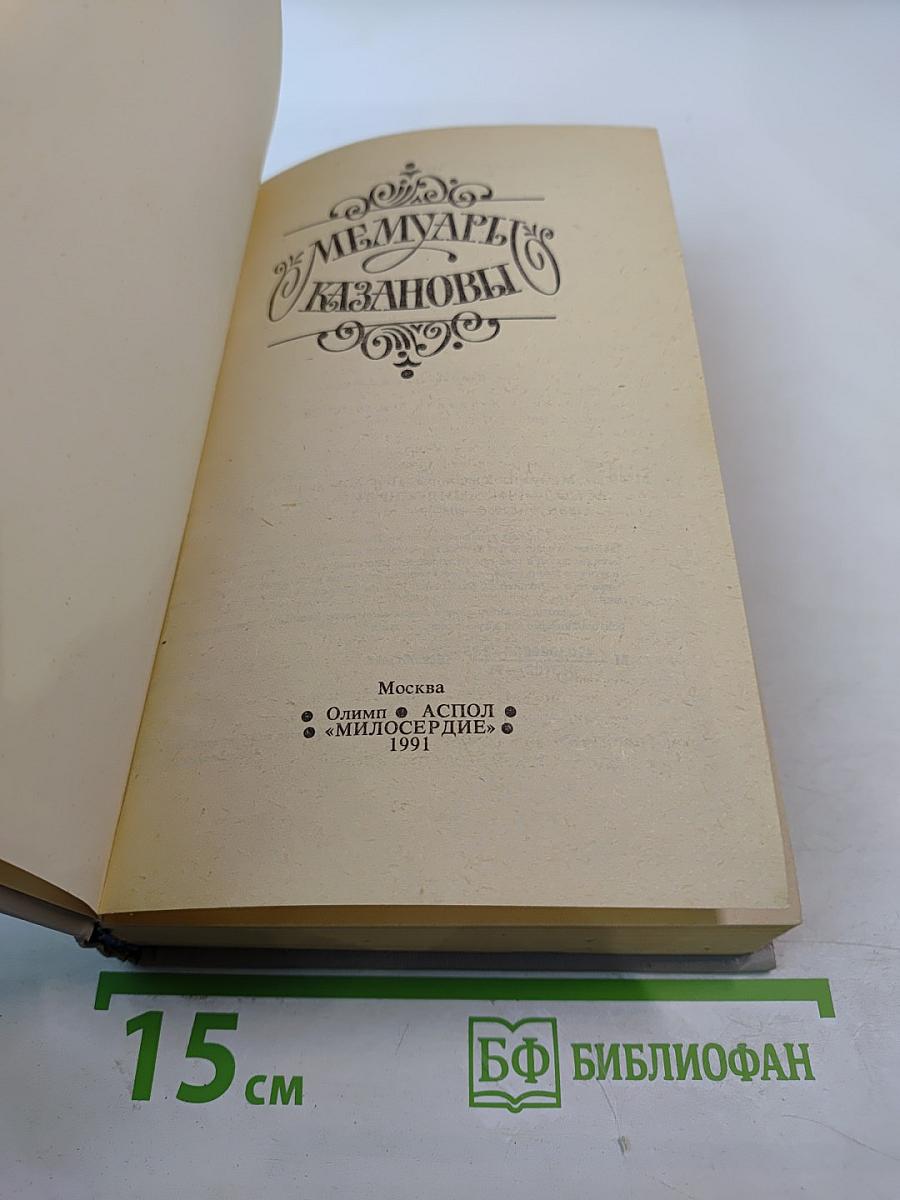 МЕМУАРЫ
КАЗАНОВЫ
Москва
● Олимп ● АСПОЛ ●
● «МИЛОСЕРДИЕ» ●
1991
15 см
БФ БИБЛИОФАН